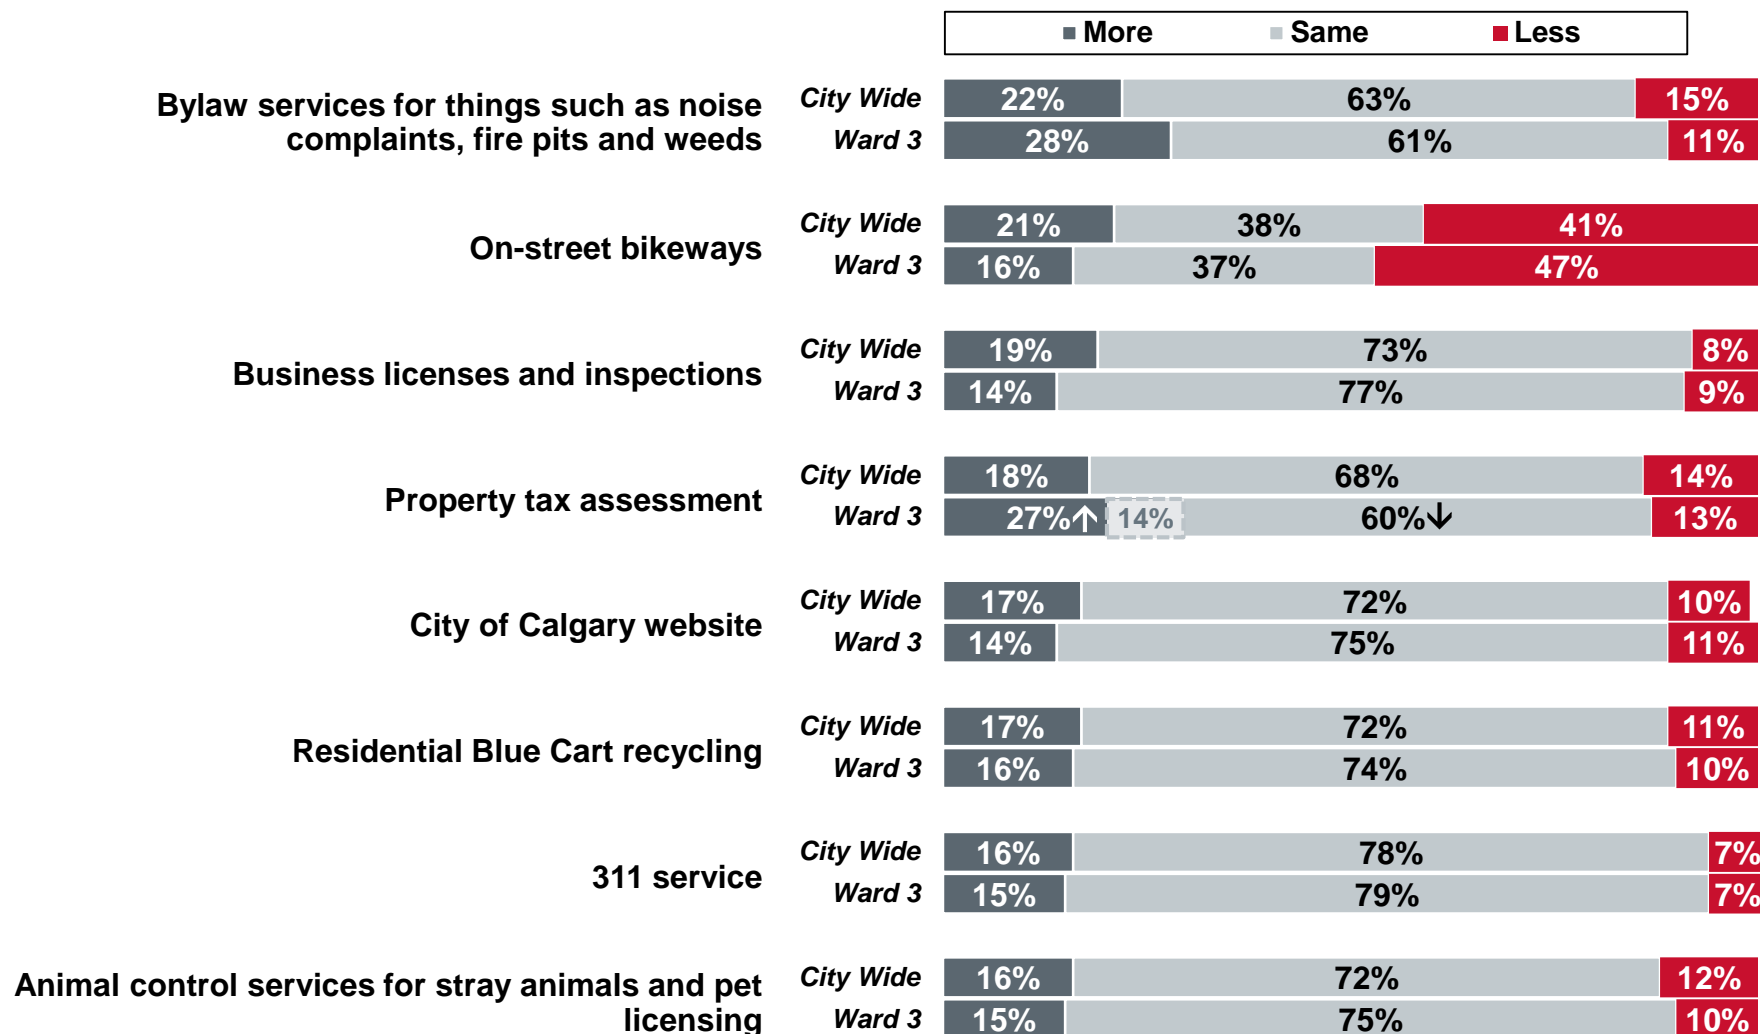 More Same Less
Bylaw services for things such as noise
complaints, fire pits and weeds
City Wide 22% 63% 15%
Ward 3 28% 61% 11%
On-street bikeways
City Wide 21% 38% 41%
Ward 3 16% 37% 47%
Business licenses and inspections
City Wide 19% 73% 8%
Ward 3 14% 77% 9%
Property tax assessment
City Wide 18% 68% 14%
Ward 3 27%↑ 14% 60%↓ 13%
City of Calgary website
City Wide 17% 72% 10%
Ward 3 14% 75% 11%
Residential Blue Cart recycling
City Wide 17% 72% 11%
Ward 3 16% 74% 10%
311 service
City Wide 16% 78% 7%
Ward 3 15% 79% 7%
Animal control services for stray animals and pet
licensing
City Wide 16% 72% 12%
Ward 3 15% 75% 10%